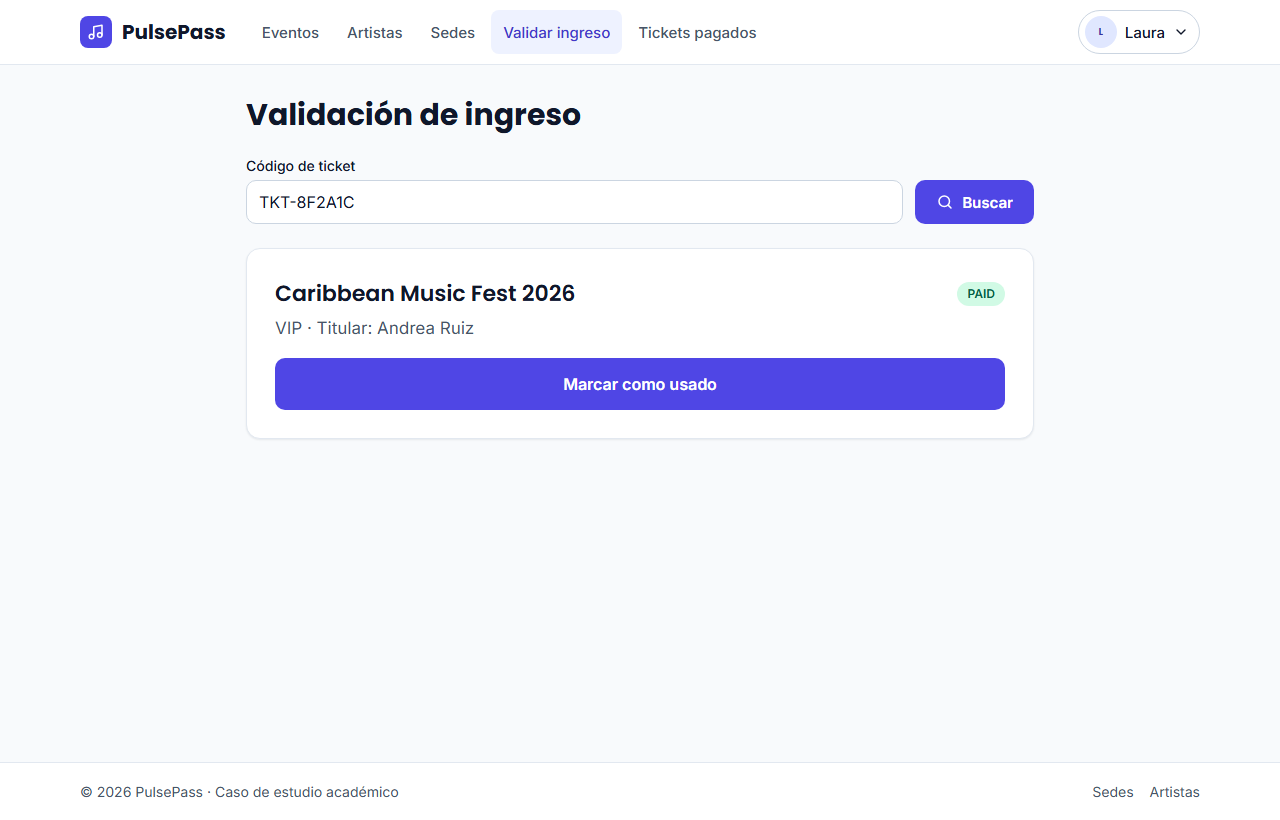 PulsePass Eventos Artistas Sedes Validar ingreso Tickets pagados L Laura
Validación de ingreso
Código de ticket
TKT-8F2A1C Buscar
Caribbean Music Fest 2026 PAID
VIP · Titular: Andrea Ruiz
Marcar como usado
© 2026 PulsePass · Caso de estudio académico Sedes Artistas